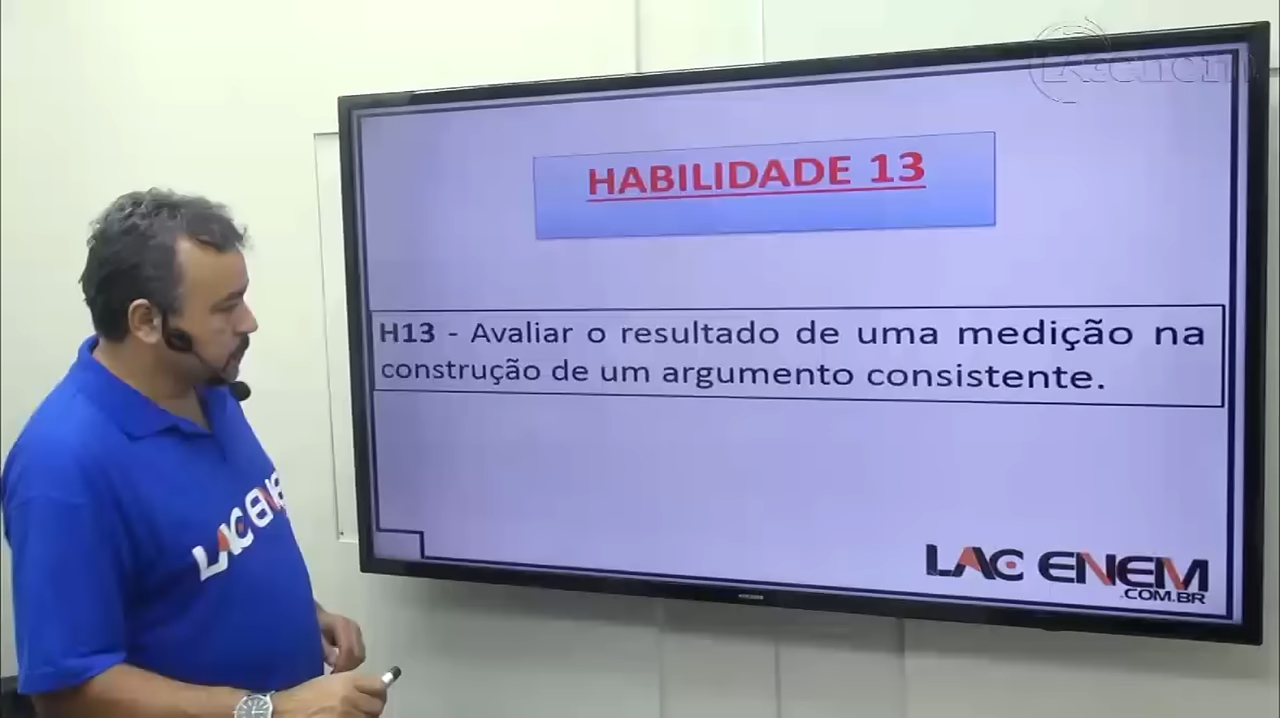 HABILIDADE 13
H13 - Avaliar o resultado de uma medição na
construção de um argumento consistente.
LAC ENEM
.COM.BR
LAC ENE